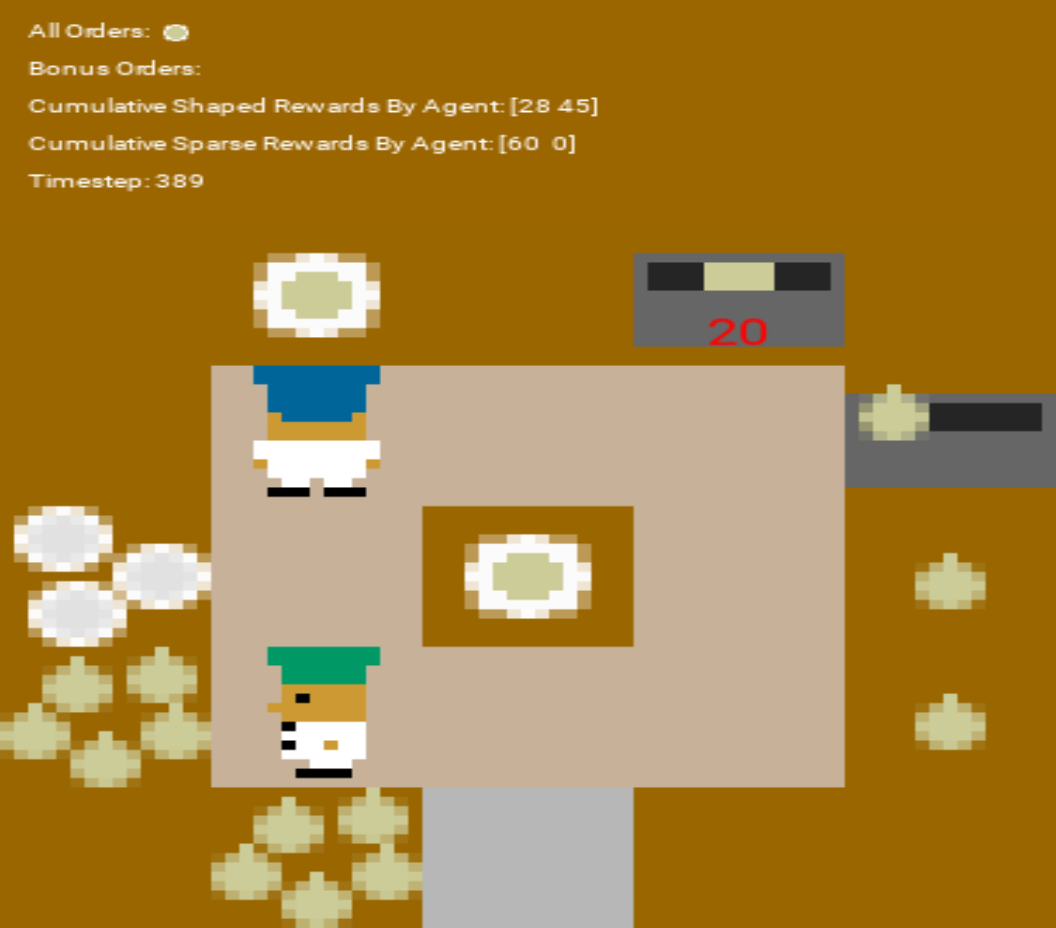 All Orders:
Bonus Orders:
Cumulative Shaped Rewards By Agent: [28 45]
Cumulative Sparse Rewards By Agent: [60 0]
Timestep: 389
20